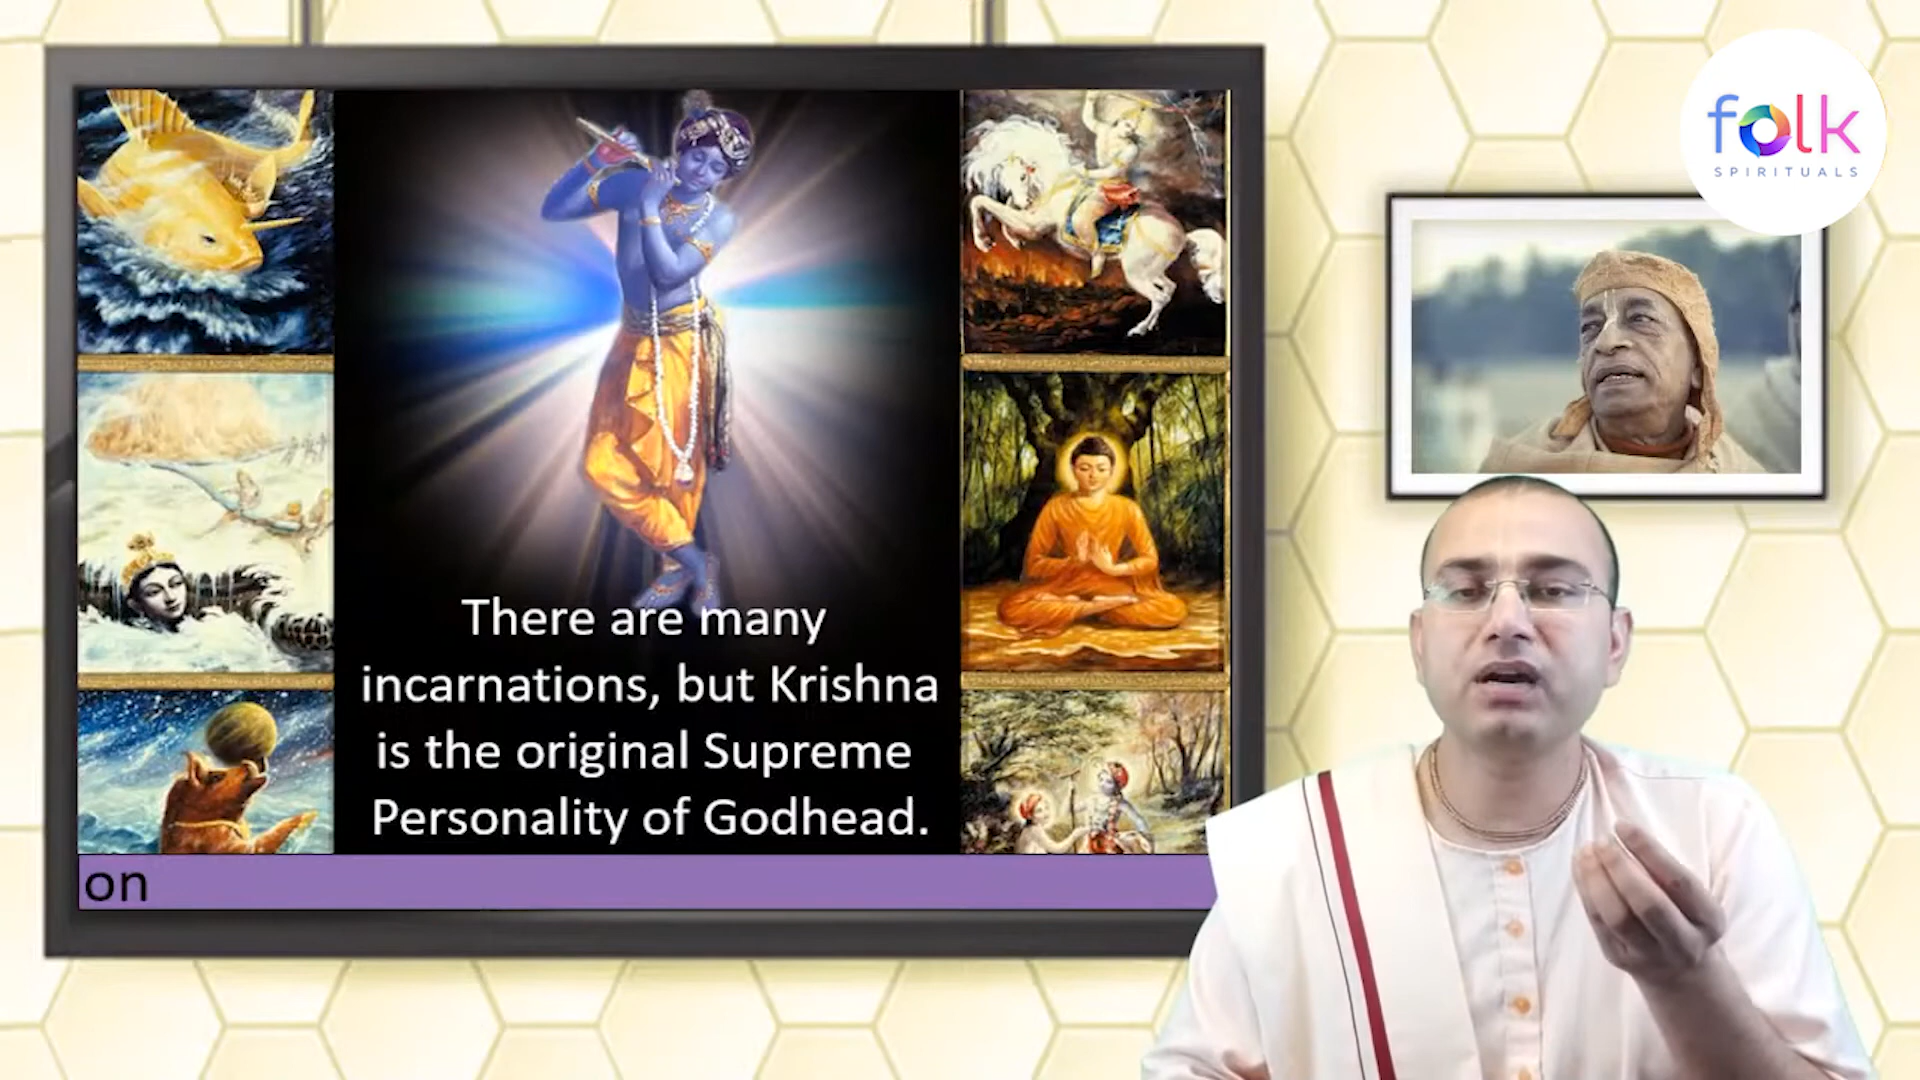 folk
SPIRITUALS
There are many
incarnations, but Krishna
is the original Supreme
Personality of Godhead.
on